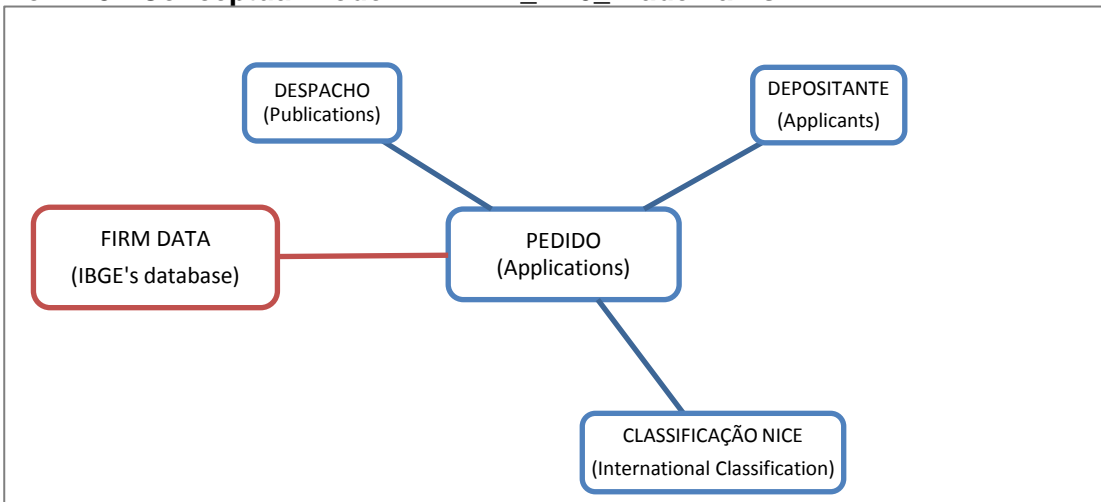 DESPACHO
(Publications)
DEPOSITANTE
(Applicants)
FIRM DATA
(IBGE's database)
PEDIDO
(Applications)
CLASSIFICAÇÃO NICE
(International Classification)